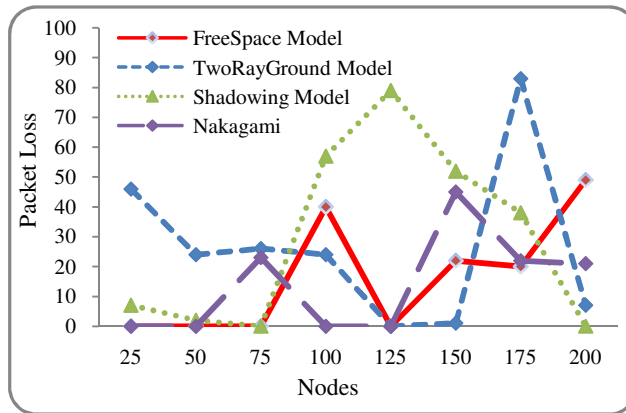 100
90
80
70
60
50
40
30
20
10
0
Packet Loss
FreeSpace Model
TwoRayGround Model
Shadowing Model
Nakagami
25 50 75 100 125 150 175 200
Nodes